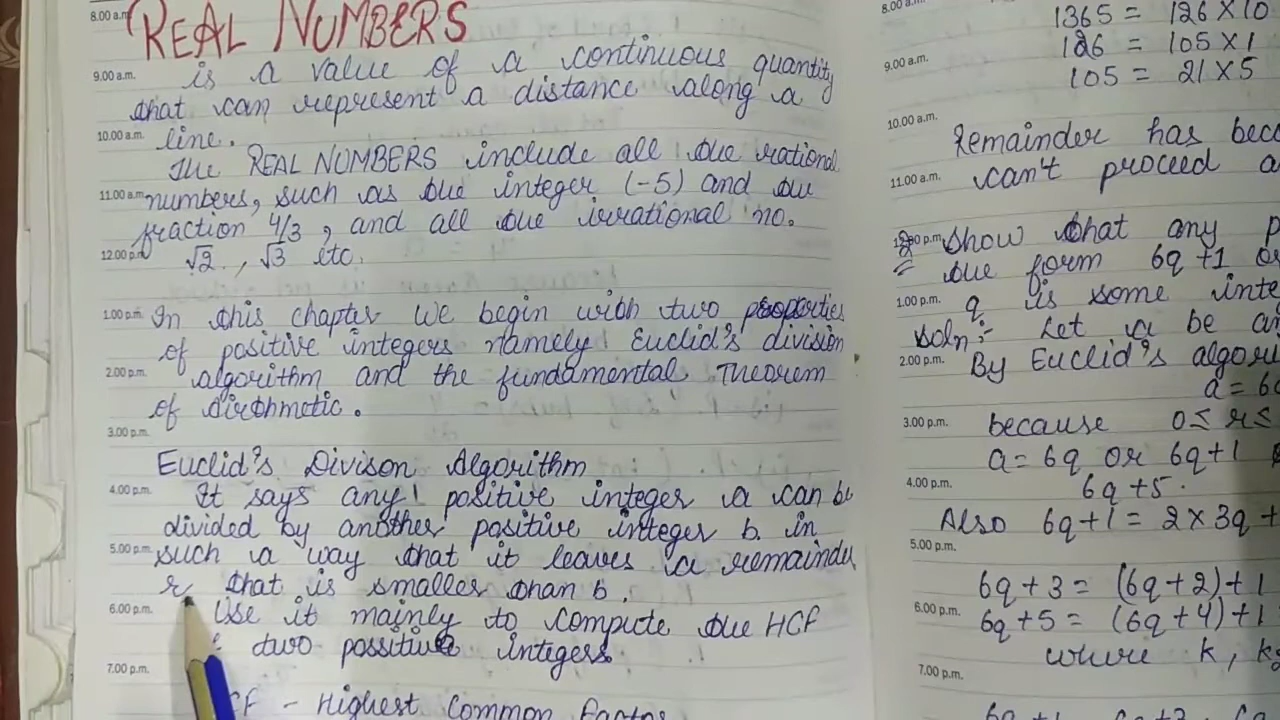 8.00 a.m.
REAL NUMBERS
9.00 a.m. is a value of a continuous quantity
that can represent a distance along a
10.00 a.m. line.
The REAL NUMBERS include all the rational
11.00 a.m. numbers, such as the integer (-5) and the
fraction 4/3, and all the irrational no.
12.00 p.m. √2, √3 etc.
1.00 p.m. In this chapter we begin with two properties
of positive integers namely Euclid's division
2.00 p.m. algorithm and the fundamental Theorem
of airthmetic.
3.00 p.m.
Euclid's Divison Algorithm
4.00 p.m. It says any positive integer a can be
divided by another positive integer b in
5.00 p.m. such a way that it leaves a remainder
r that is smaller than b.
6.00 p.m. Use it mainly to compute the HCF
two possitive integers.
7.00 p.m.
CF - Highest Common Factor
8.00 a.m.
1365 = 126 × 10
126 = 105 × 1
9.00 a.m.
105 = 21 × 5
10.00 a.m.
Remainder has bec
11.00 a.m. can't proceed a
2 Show that any p
the form 6q + 1 or
1.00 p.m. q is some inte
Soln:- Let a be an
2.00 p.m. By Euclid's algori
a = 6
3.00 p.m. because 0 ≤ r ≤
a = 6q or 6q+1
4.00 p.m. 6q + 5.
Also 6q+1 = 2 × 3q +
5.00 p.m.
6q + 3 = (6q+2)+1
6.00 p.m. 6q + 5 = (6q+4)+1
where k, k
7.00 p.m.